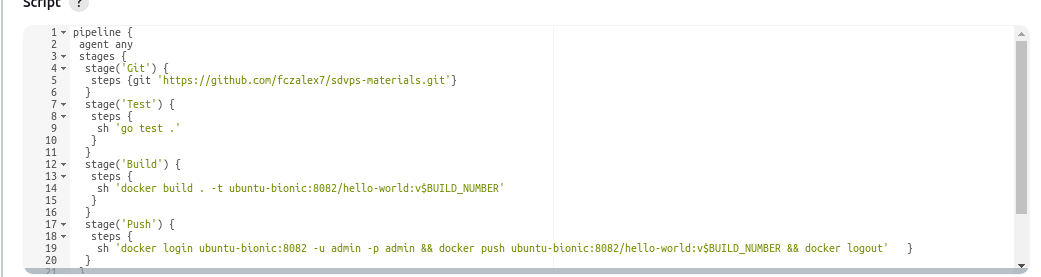 Script ?
1 pipeline {
2 agent any
3 stages {
4 stage('Git') {
5 steps {git 'https://github.com/fczalex7/sdvps-materials.git'}
6 }
7 stage('Test') {
8 steps {
9 sh 'go test .'
10 }
11 }
12 stage('Build') {
13 steps {
14 sh 'docker build . -t ubuntu-bionic:8082/hello-world:v$BUILD_NUMBER'
15 }
16 }
17 stage('Push') {
18 steps {
19 sh 'docker login ubuntu-bionic:8082 -u admin -p admin && docker push ubuntu-bionic:8082/hello-world:v$BUILD_NUMBER && docker logout' }
20 }
21 }